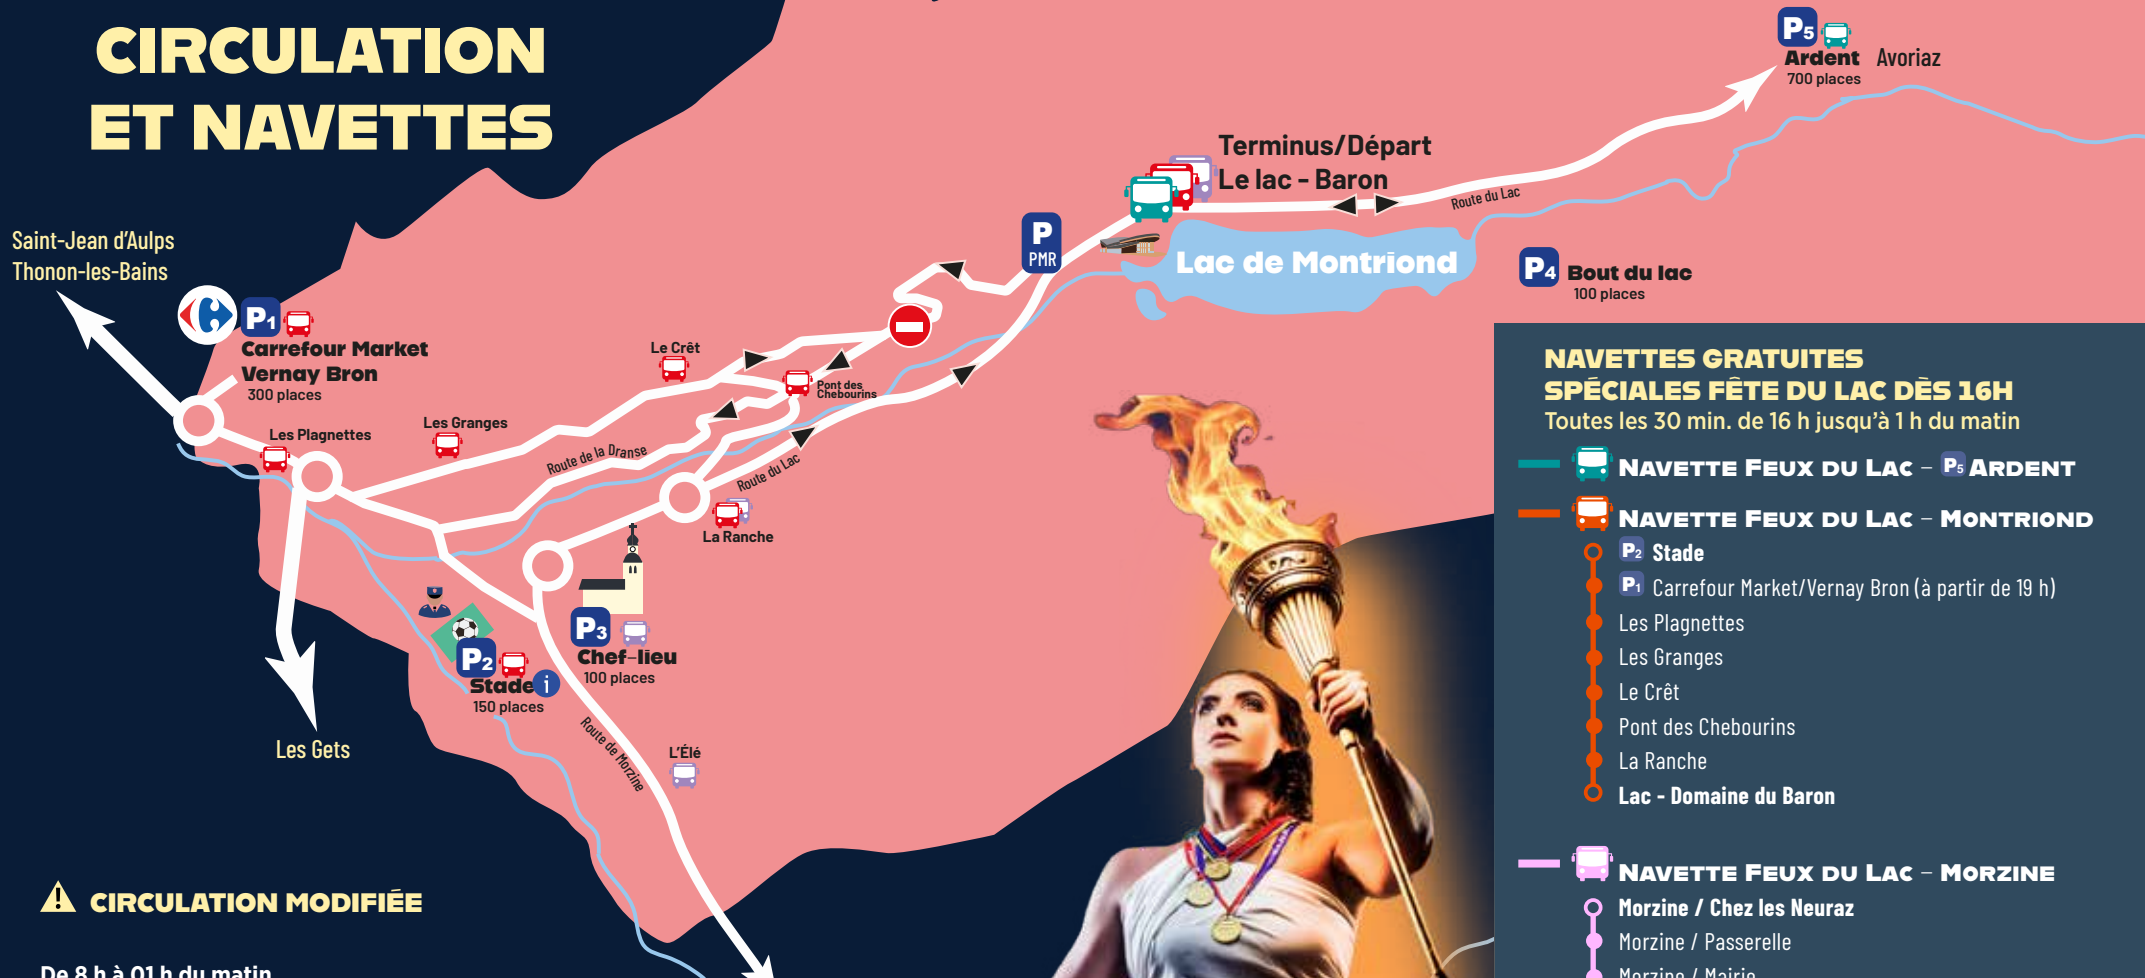 CIRCULATION
ET NAVETTES
P5
Ardent
Avoriaz
700 places
Terminus/Départ
Le lac - Baron
Route du Lac
P
PMR
Lac de Montriond
P4
Bout du lac
100 places
Saint-Jean d'Aulps
Thonon-les-Bains
P1
Carrefour Market
Vernay Bron
300 places
Les Plagnettes
Les Granges
Le Crêt
Pont des
Chebourins
Route de la Dranse
Route du Lac
La Ranche
P3
Chef-lieu
100 places
P2
Stade
i
150 places
Les Gets
Route de Morzine
L'Élé
CIRCULATION MODIFIÉE
De 8 h à 01 h du matin
NAVETTES GRATUITES
SPÉCIALES FÊTE DU LAC DÈS 16H
Toutes les 30 min. de 16 h jusqu'à 1 h du matin
NAVETTE FEUX DU LAC – P5 ARDENT
NAVETTE FEUX DU LAC – MONTRIOND
P2 Stade
P1 Carrefour Market/Vernay Bron (à partir de 19 h)
Les Plagnettes
Les Granges
Le Crêt
Pont des Chebourins
La Ranche
Lac - Domaine du Baron
NAVETTE FEUX DU LAC – MORZINE
Morzine / Chez les Neuraz
Morzine / Passerelle
Morzine / Mairie